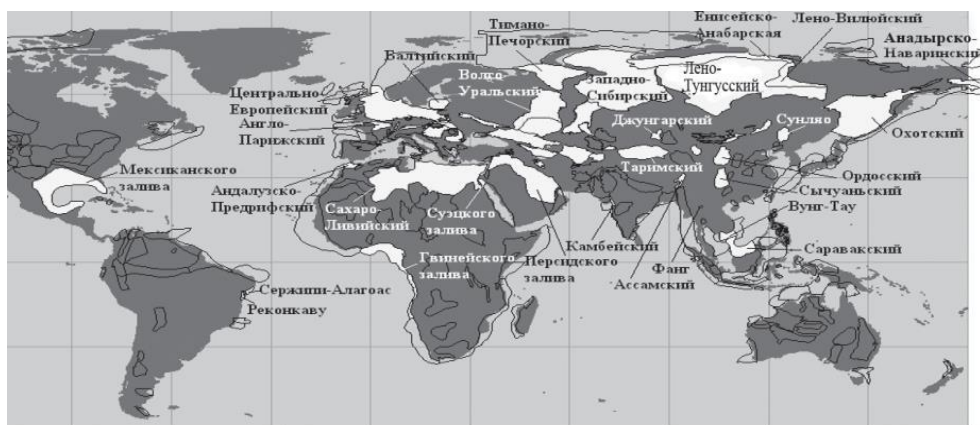 Тимано-
Печорский
Енисейско-
Анабарская
Лено-Вилюйский
Анадырско-
Наваринский
Балтийский
Волго
Уральский
Западно-
Сибирский
Лено-
Тунгусский
Центрально-
Европейский
Англо-
Парижский
Джунгарский
Сунляо
Охотский
Мексиканского
залива
Андалузско-
Предрифский
Таримский
Ордосский
Сычуаньский
Вунг-Тау
Сахаро-
Ливийский
Суэцкого
залива
Камбейский
Саравакский
Гвинейского
залива
Персидского
залива
Фанг
Ассамский
Сержипи-Алагоас
Реконкаву